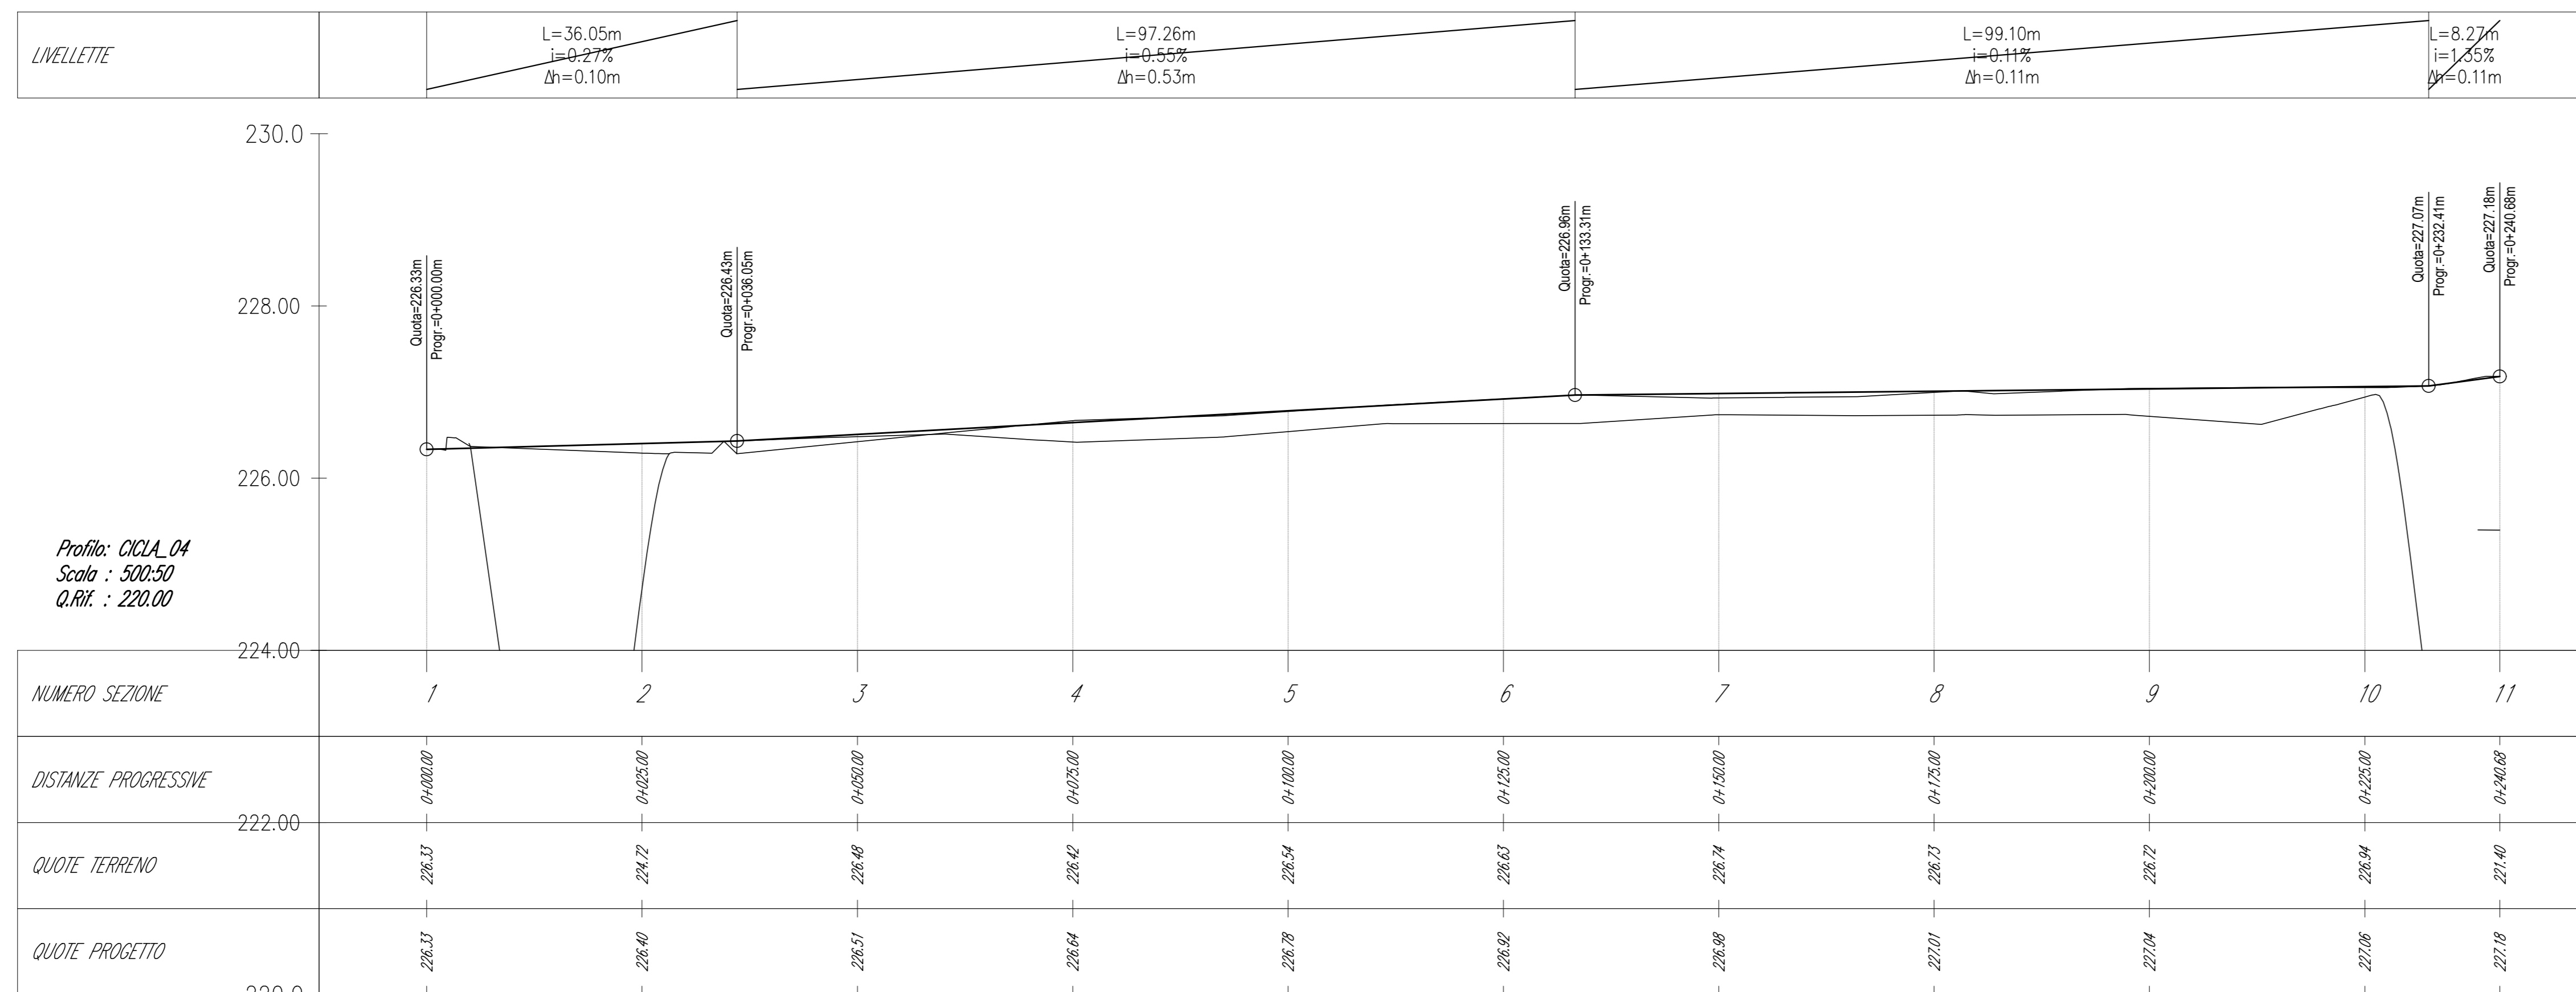 LIVELLETTE
L=36.05m
i=0.27%
Δh=0.10m
L=97.26m
i=0.55%
Δh=0.53m
L=99.10m
i=0.11%
Δh=0.11m
L=8.27m
i=1.35%
Δh=0.11m
230.0
228.00
226.00
224.00
222.00
Quota=226.33m
Progr.=0+000.00m
Quota=226.43m
Progr.=0+036.05m
Quota=226.96m
Progr.=0+133.31m
Quota=227.07m
Progr.=0+232.41m
Quota=227.18m
Progr.=0+240.68m
Profilo: CICLA_04
Scala : 500:50
Q.Rif. : 220.00
NUMERO SEZIONE 1 2 3 4 5 6 7 8 9 10 11
DISTANZE PROGRESSIVE 0+000.00 0+025.00 0+050.00 0+075.00 0+100.00 0+125.00 0+150.00 0+175.00 0+200.00 0+225.00 0+240.68
QUOTE TERRENO 226.33 224.72 226.48 226.42 226.54 226.63 226.74 226.73 226.72 226.94 221.40
QUOTE PROGETTO 226.33 226.40 226.51 226.64 226.78 226.92 226.98 227.01 227.04 227.06 227.18